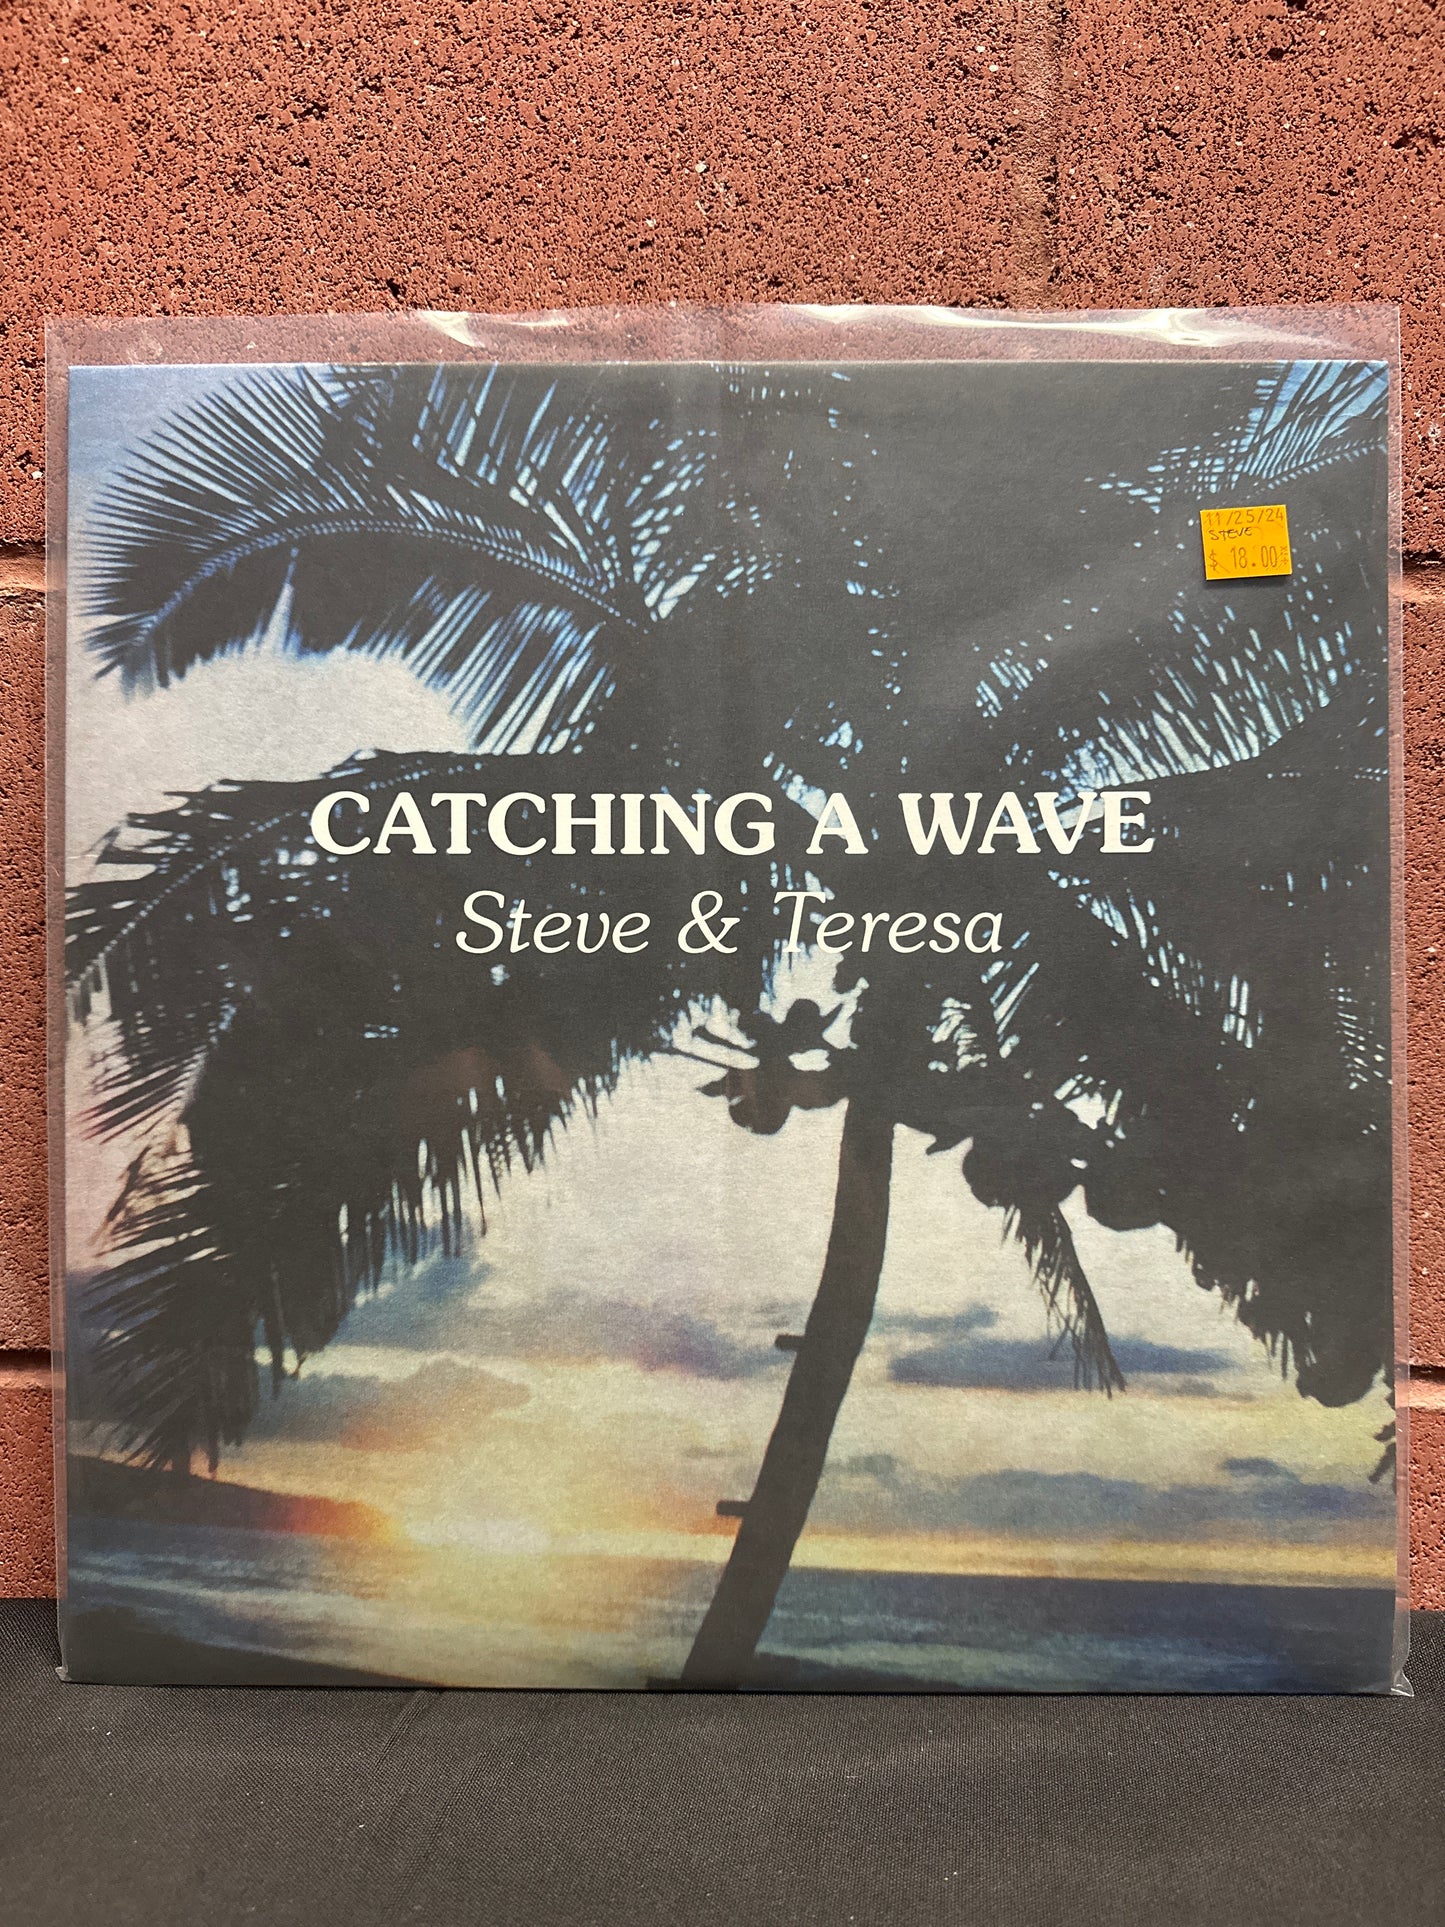 11/25/24
STEVE
$ 18.00
CATCHING A WAVE
Steve & Teresa